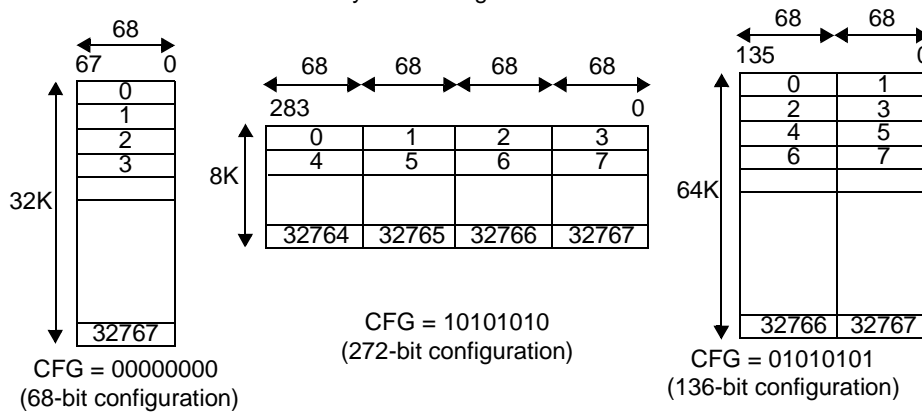 68
67 0
0
1
2
3
32K
32767
CFG = 00000000
(68-bit configuration)
68 68 68 68
283 0
0 1 2 3
4 5 6 7
8K
32764 32765 32766 32767
CFG = 10101010
(272-bit configuration)
68 68
135 0
0 1
2 3
4 5
6 7
64K
32766 32767
CFG = 01010101
(136-bit configuration)